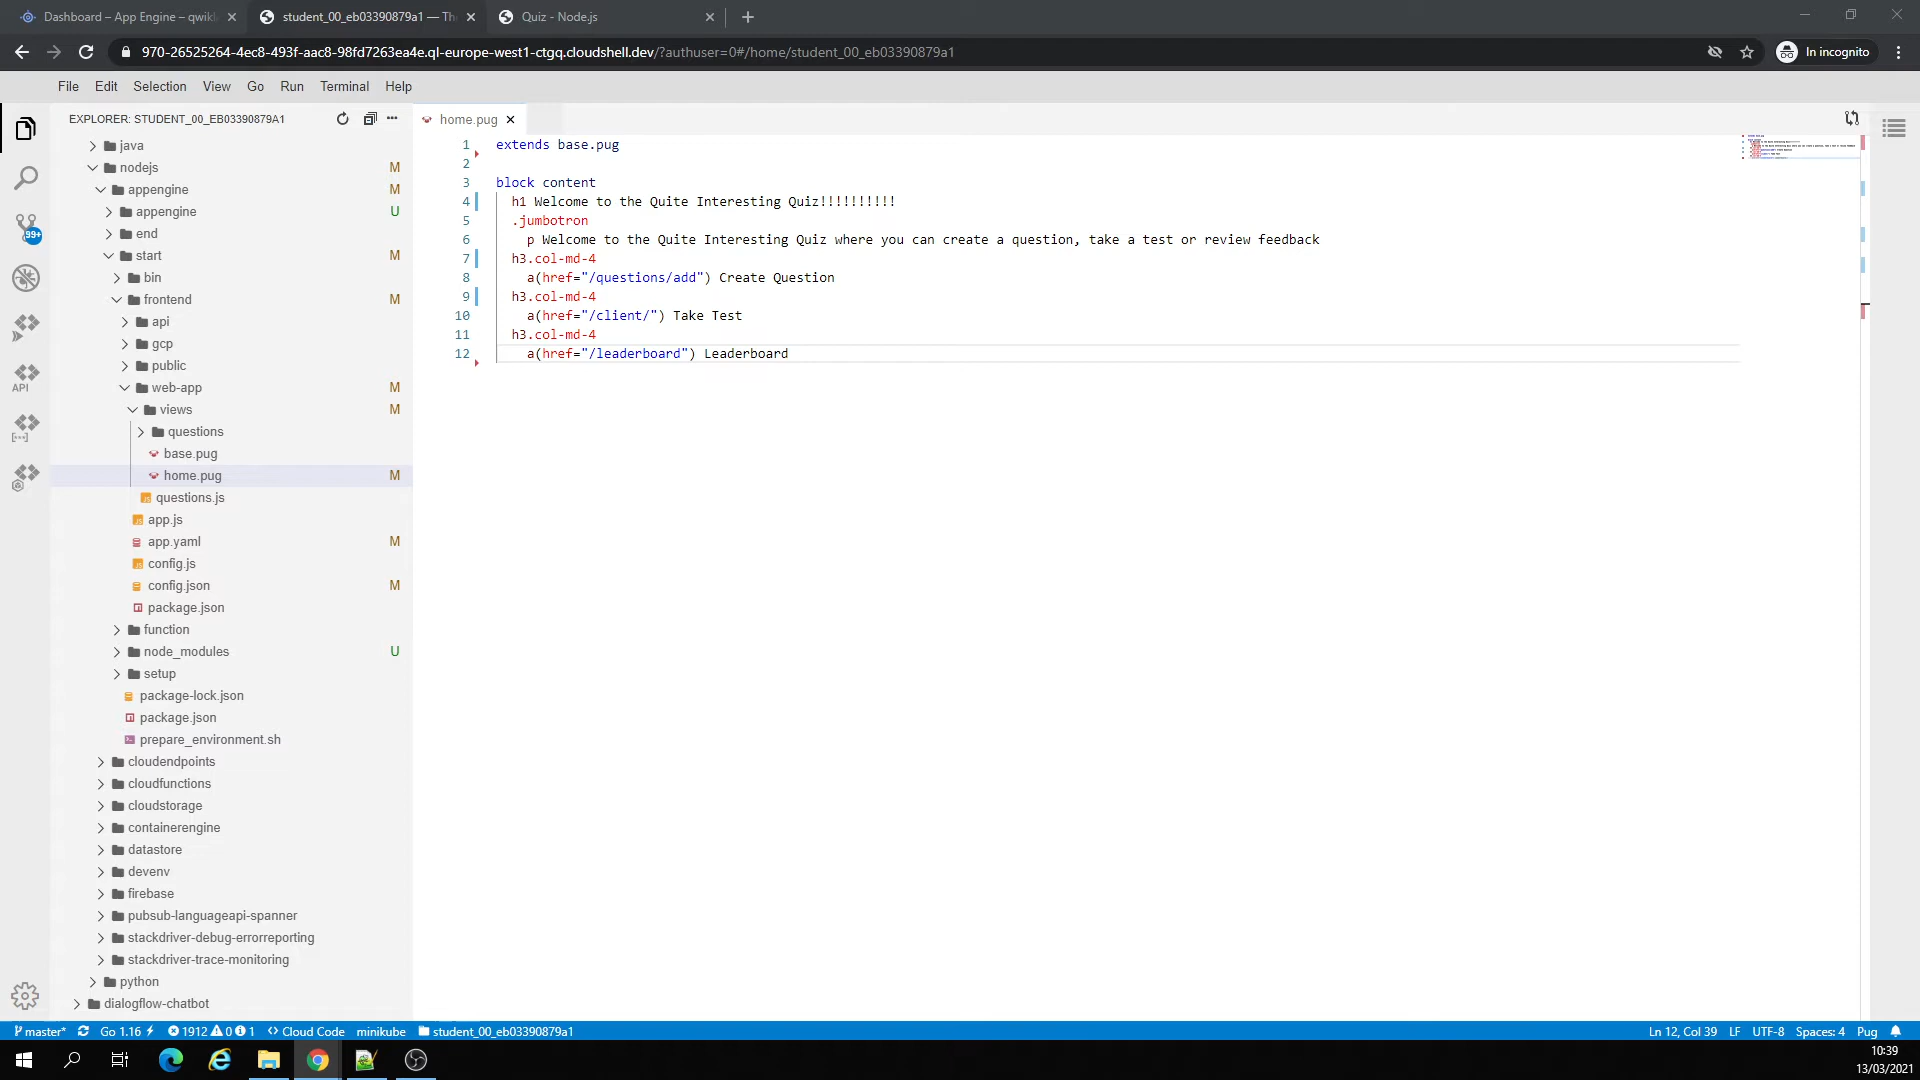 Dashboard – App Engine – qwikl
student_00_eb03390879a1 — Th
Quiz - Node.js
970-26525264-4ec8-493f-aac8-98fd7263ea4e.ql-europe-west1-ctgq.cloudshell.dev/?authuser=0#/home/student_00_eb03390879a1
In incognito
File Edit Selection View Go Run Terminal Help
EXPLORER: STUDENT_00_EB03390879A1
home.pug
java
nodejs M
appengine M
appengine U
end
start M
bin
frontend M
api
gcp
public
web-app M
views M
questions
base.pug
home.pug M
questions.js
app.js
app.yaml M
config.js
config.json M
package.json
function
node_modules U
setup
package-lock.json
package.json
prepare_environment.sh
cloudendpoints
cloudfunctions
cloudstorage
containerengine
datastore
devenv
firebase
pubsub-languageapi-spanner
stackdriver-debug-errorreporting
stackdriver-trace-monitoring
python
dialogflow-chatbot
99+
API
1 extends base.pug
2
3 block content
4 h1 Welcome to the Quite Interesting Quiz!!!!!!!!!!
5 .jumbotron
6 p Welcome to the Quite Interesting Quiz where you can create a question, take a test or review feedback
7 h3.col-md-4
8 a(href="/questions/add") Create Question
9 h3.col-md-4
10 a(href="/client/") Take Test
11 h3.col-md-4
12 a(href="/leaderboard") Leaderboard
master* Go 1.16 1912 0 1 <> Cloud Code minikube student_00_eb03390879a1
Ln 12, Col 39 LF UTF-8 Spaces: 4 Pug
10:39
13/03/2021